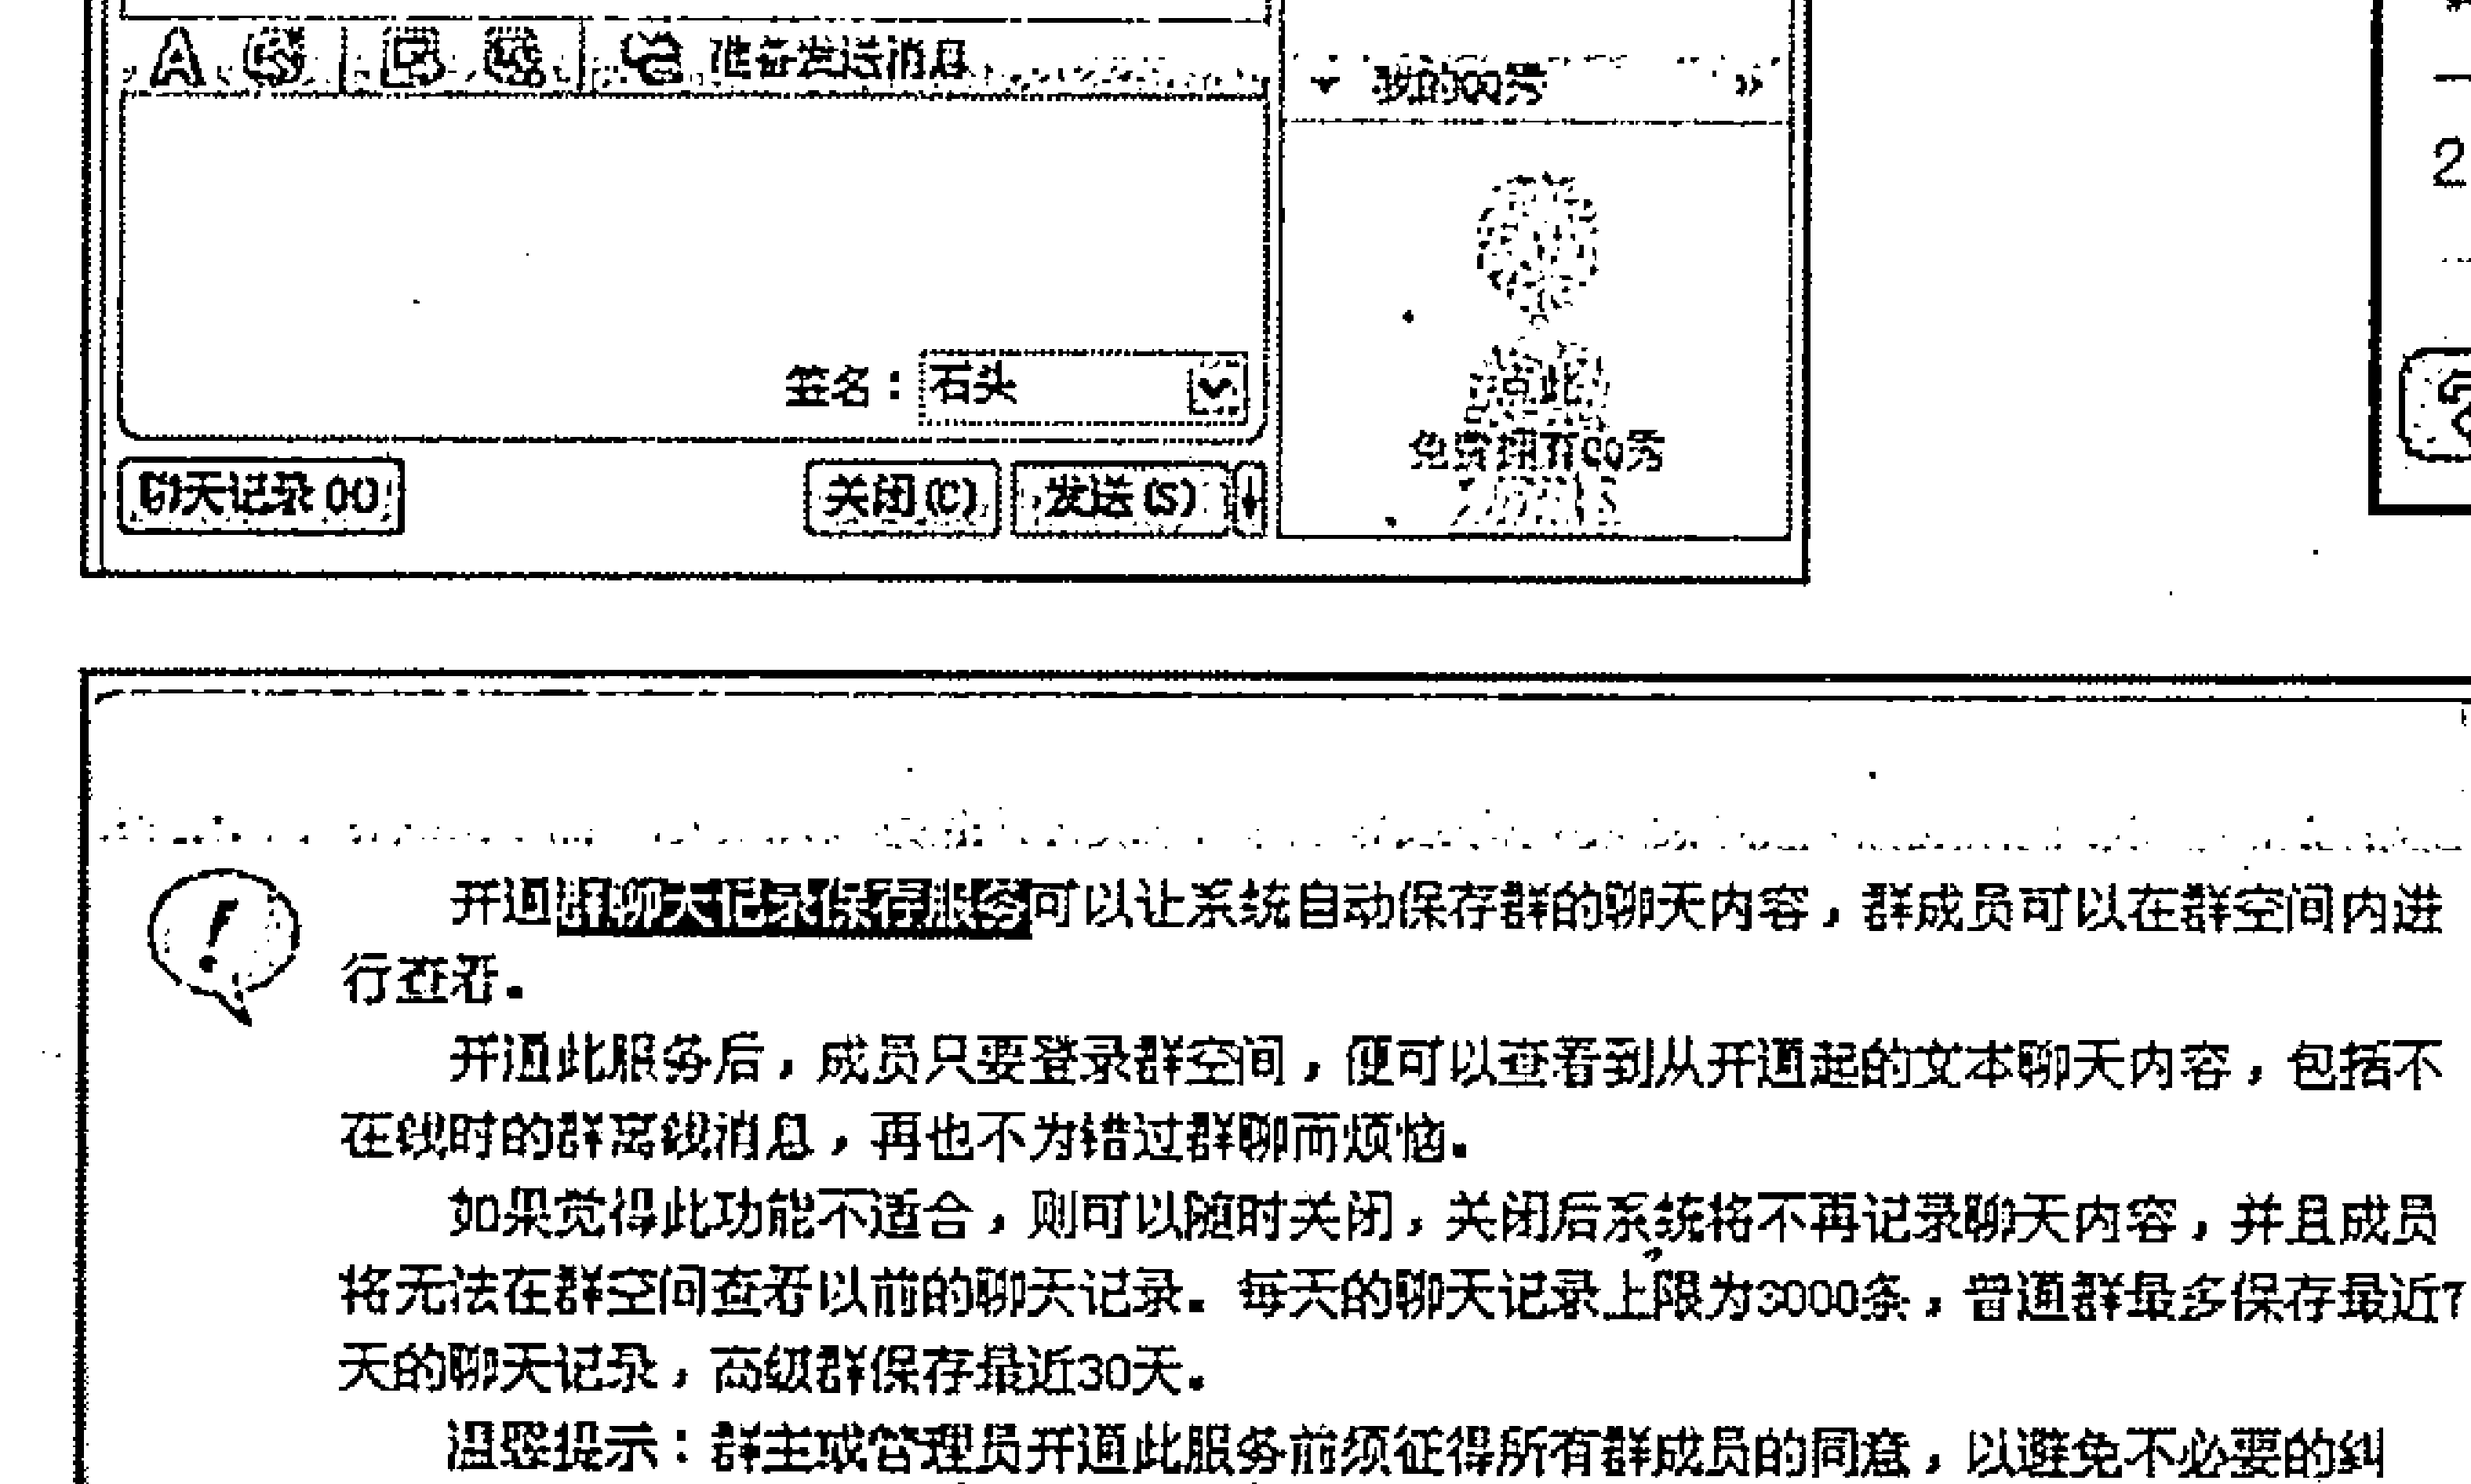 准备发送消息
我的QQ秀
»
2
签名：石头
点此
免费拥有QQ秀
聊天记录(H)
关闭(C)
发送(S)
开通群聊天记录保存服务可以让系统自动保存群的聊天内容，群成员可以在群空间内进
行查看。
开通此服务后，成员只要登录群空间，便可以查看到从开通起的文本聊天内容，包括不
在线时的群离线消息，再也不为错过群聊而烦恼。
如果觉得此功能不适合，则可以随时关闭，关闭后系统将不再记录聊天内容，并且成员
将无法在群空间查看以前的聊天记录。每天的聊天记录上限为3000条，普通群最多保存最近7
天的聊天记录，高级群保存最近30天。
温馨提示：群主或管理员开通此服务前须征得所有群成员的同意，以避免不必要的纠